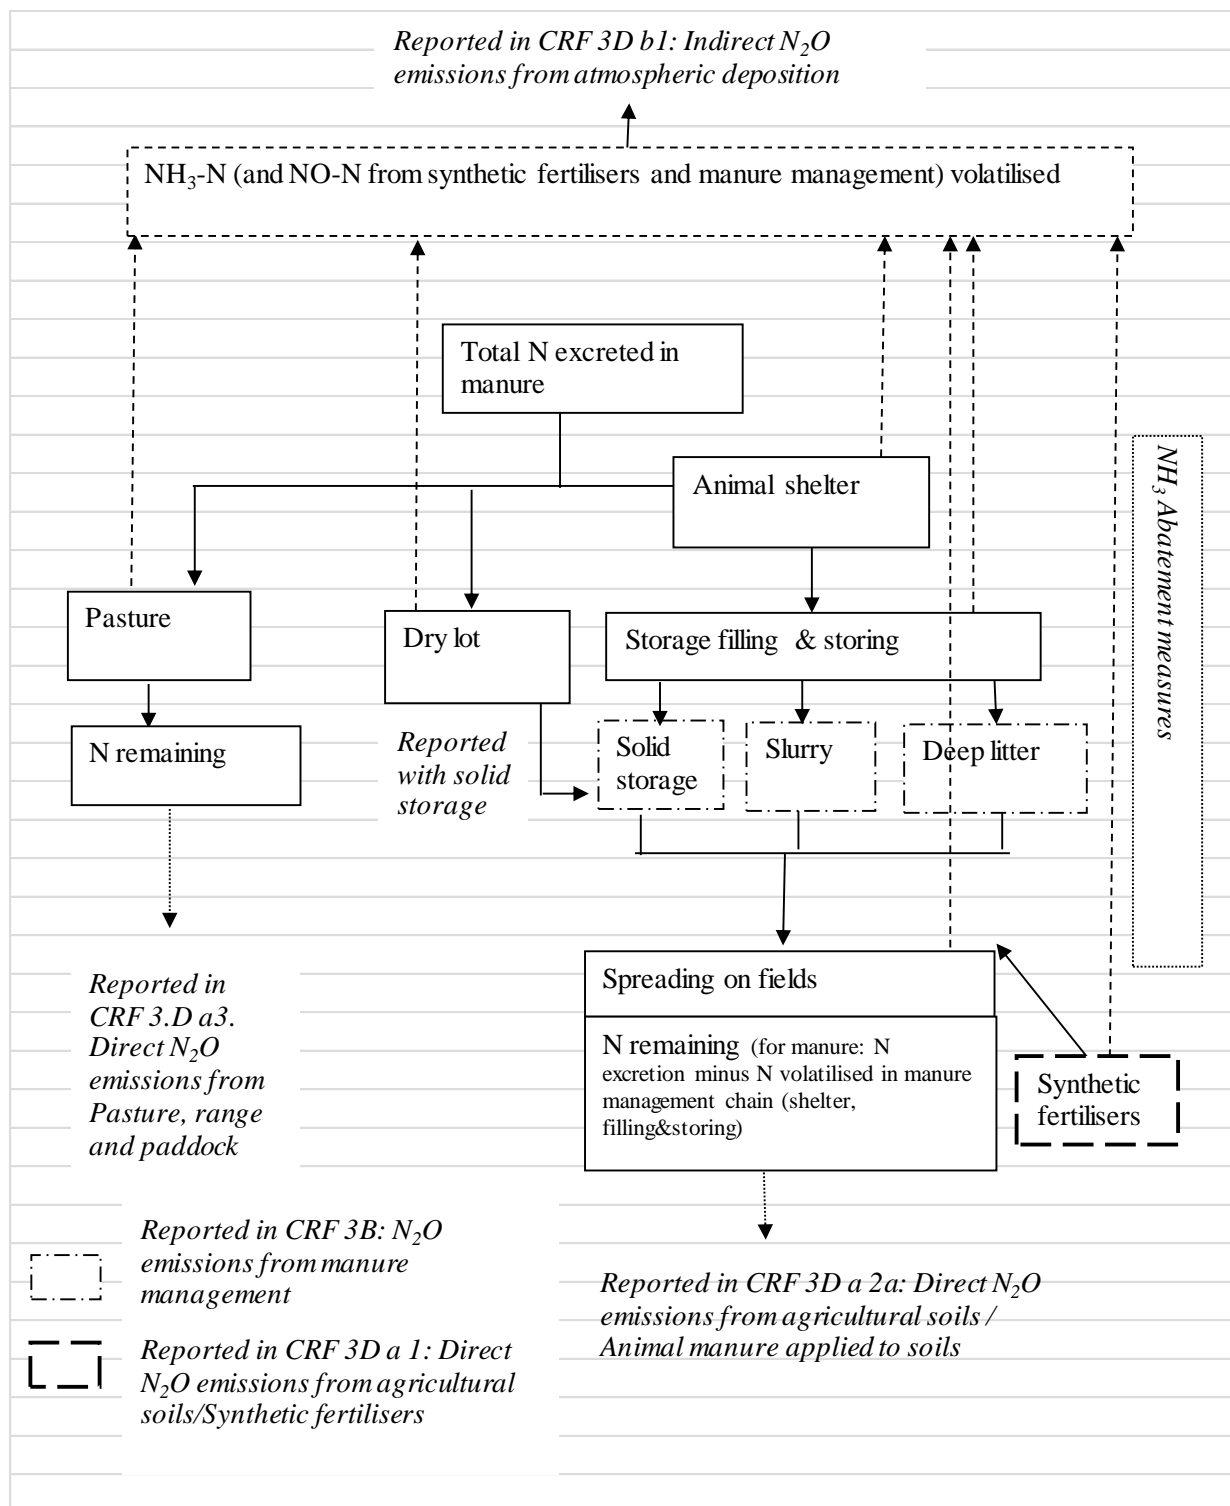 Reported in CRF 3D b1: Indirect N₂O
emissions from atmospheric deposition
NH₃-N (and NO-N from synthetic fertilisers and manure management) volatilised
Total N excreted in
manure
Animal shelter
NH₃ Abatement measures
Pasture
Dry lot
Storage filling & storing
N remaining
Reported
with solid
storage
Solid
storage
Slurry
Deep litter
Reported in
CRF 3.D a3.
Direct N₂O
emissions from
Pasture, range
and paddock
Spreading on fields
N remaining (for manure: N
excretion minus N volatilised in manure
management chain (shelter,
filling&storing)
Synthetic
fertilisers
Reported in CRF 3B: N₂O
emissions from manure
management
Reported in CRF 3D a 1: Direct
N₂O emissions from agricultural
soils/Synthetic fertilisers
Reported in CRF 3D a 2a: Direct N₂O
emissions from agricultural soils /
Animal manure applied to soils